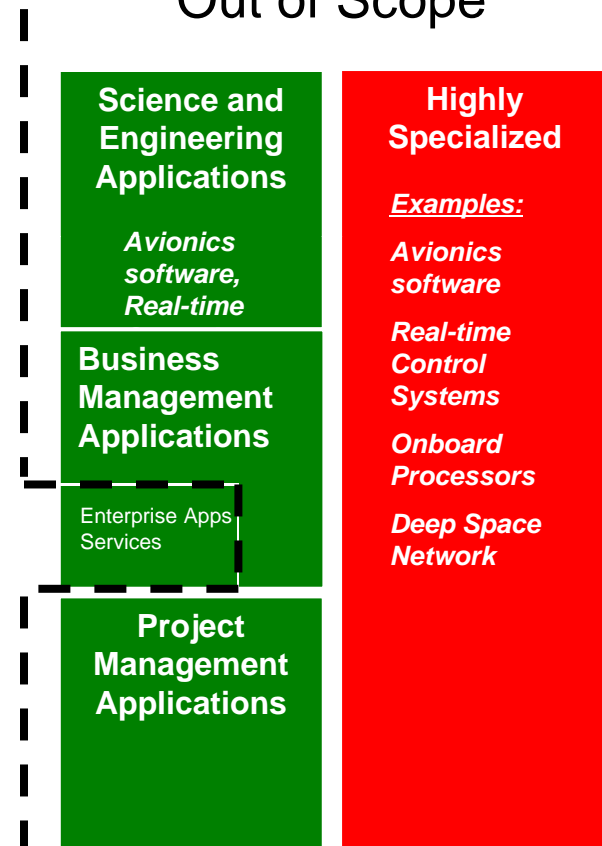 Out of Scope
Science and
Engineering
Applications
Avionics
software,
Real-time
Business
Management
Applications
Enterprise Apps
Services
Project
Management
Applications
Highly
Specialized
Examples:
Avionics
software
Real-time
Control
Systems
Onboard
Processors
Deep Space
Network